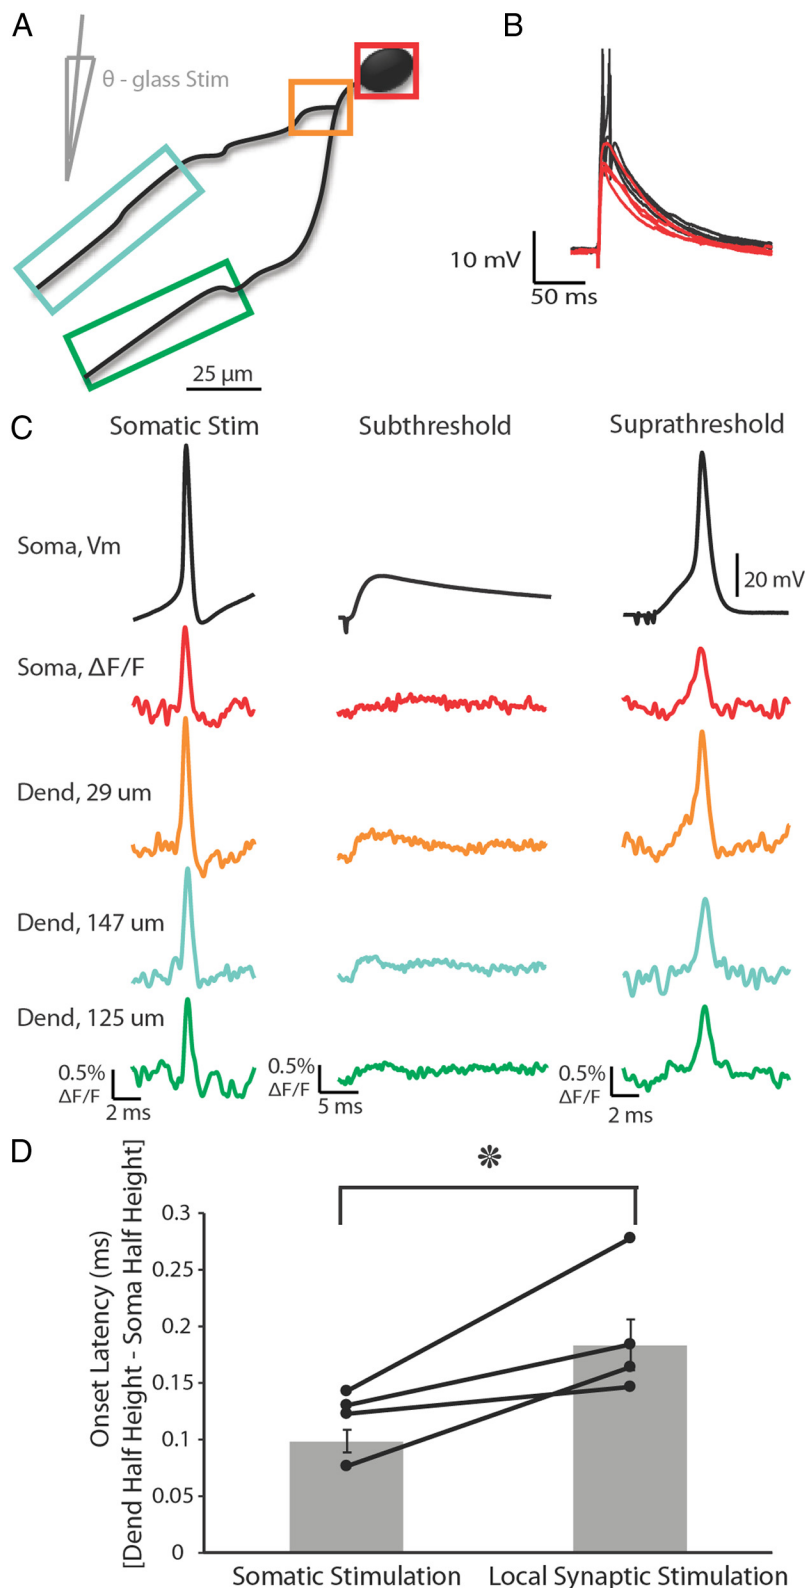 A
θ - glass Stim
25 µm
B
10 mV
50 ms
C
Somatic Stim
Subthreshold
Suprathreshold
Soma, Vm
20 mV
Soma, ΔF/F
Dend, 29 um
Dend, 147 um
Dend, 125 um
0.5%
ΔF/F
2 ms
0.5%
ΔF/F
5 ms
0.5%
ΔF/F
2 ms
D
*
Onset Latency (ms)
[Dend Half Height - Soma Half Height]
0.3
0.25
0.2
0.15
0.1
0.05
0
Somatic Stimulation
Local Synaptic Stimulation